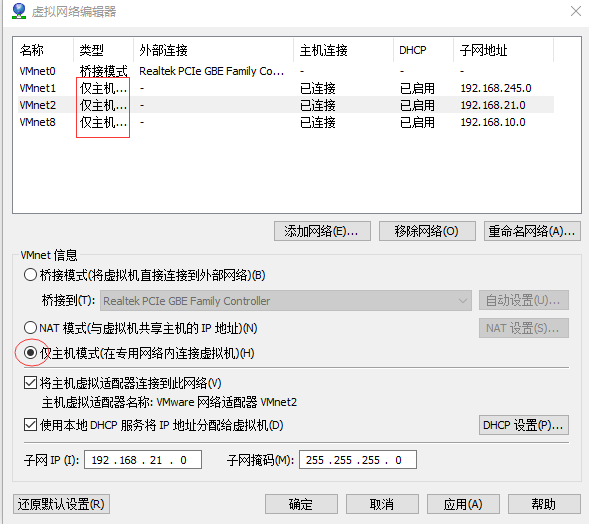 虚拟网络编辑器
名称 类型 外部连接 主机连接 DHCP 子网地址
VMnet0 桥接模式 Realtek PCIe GBE Family Co... - - -
VMnet1 仅主机... - 已连接 已启用 192.168.245.0
VMnet2 仅主机... - 已连接 已启用 192.168.21.0
VMnet8 仅主机... - 已连接 已启用 192.168.10.0
添加网络(E)... 移除网络(O) 重命名网络(A)...
VMnet 信息
桥接模式(将虚拟机直接连接到外部网络)(B)
桥接到(T): Realtek PCIe GBE Family Controller 自动设置(U)...
NAT 模式(与虚拟机共享主机的 IP 地址)(N) NAT 设置(S)...
仅主机模式(在专用网络内连接虚拟机)(H)
将主机虚拟适配器连接到此网络(V)
主机虚拟适配器名称: VMware 网络适配器 VMnet2
使用本地 DHCP 服务将 IP 地址分配给虚拟机(D) DHCP 设置(P)...
子网 IP (I): 192 . 168 . 21 . 0 子网掩码(M): 255 . 255 . 255 . 0
还原默认设置(R) 确定 取消 应用(A) 帮助